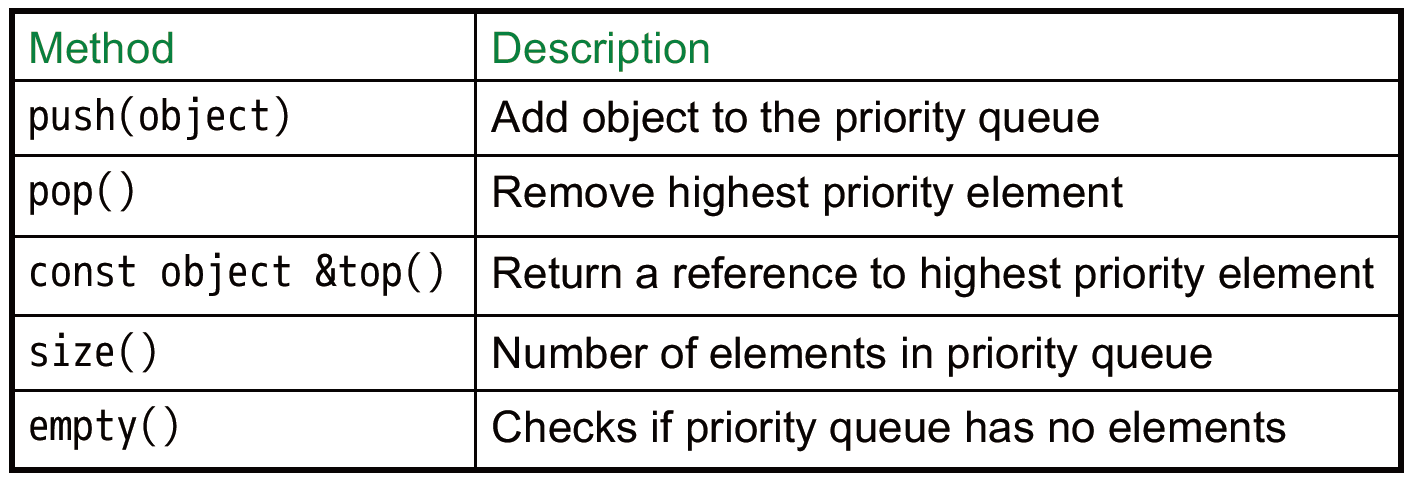 Method Description
push(object) Add object to the priority queue
pop() Remove highest priority element
const object &top() Return a reference to highest priority element
size() Number of elements in priority queue
empty() Checks if priority queue has no elements